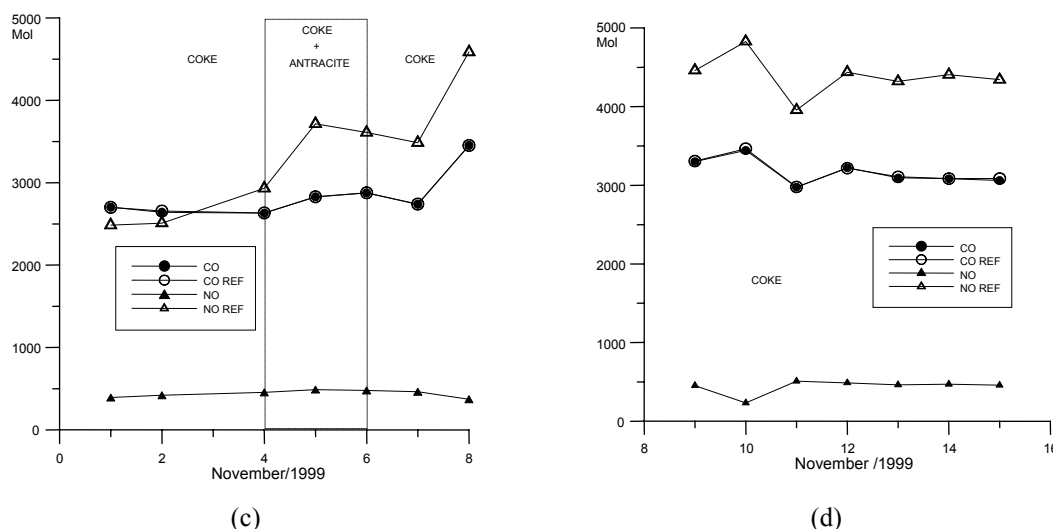 5000
Mol
4000
3000
2000
1000
0
COKE
COKE
+
ANTRACITE
COKE
CO
CO REF
NO
NO REF
0 2 4 6 8
November/1999
(c)
5000
Mol
4000
3000
2000
1000
0
COKE
CO
CO REF
NO
NO REF
8 10 12 14 16
November /1999
(d)